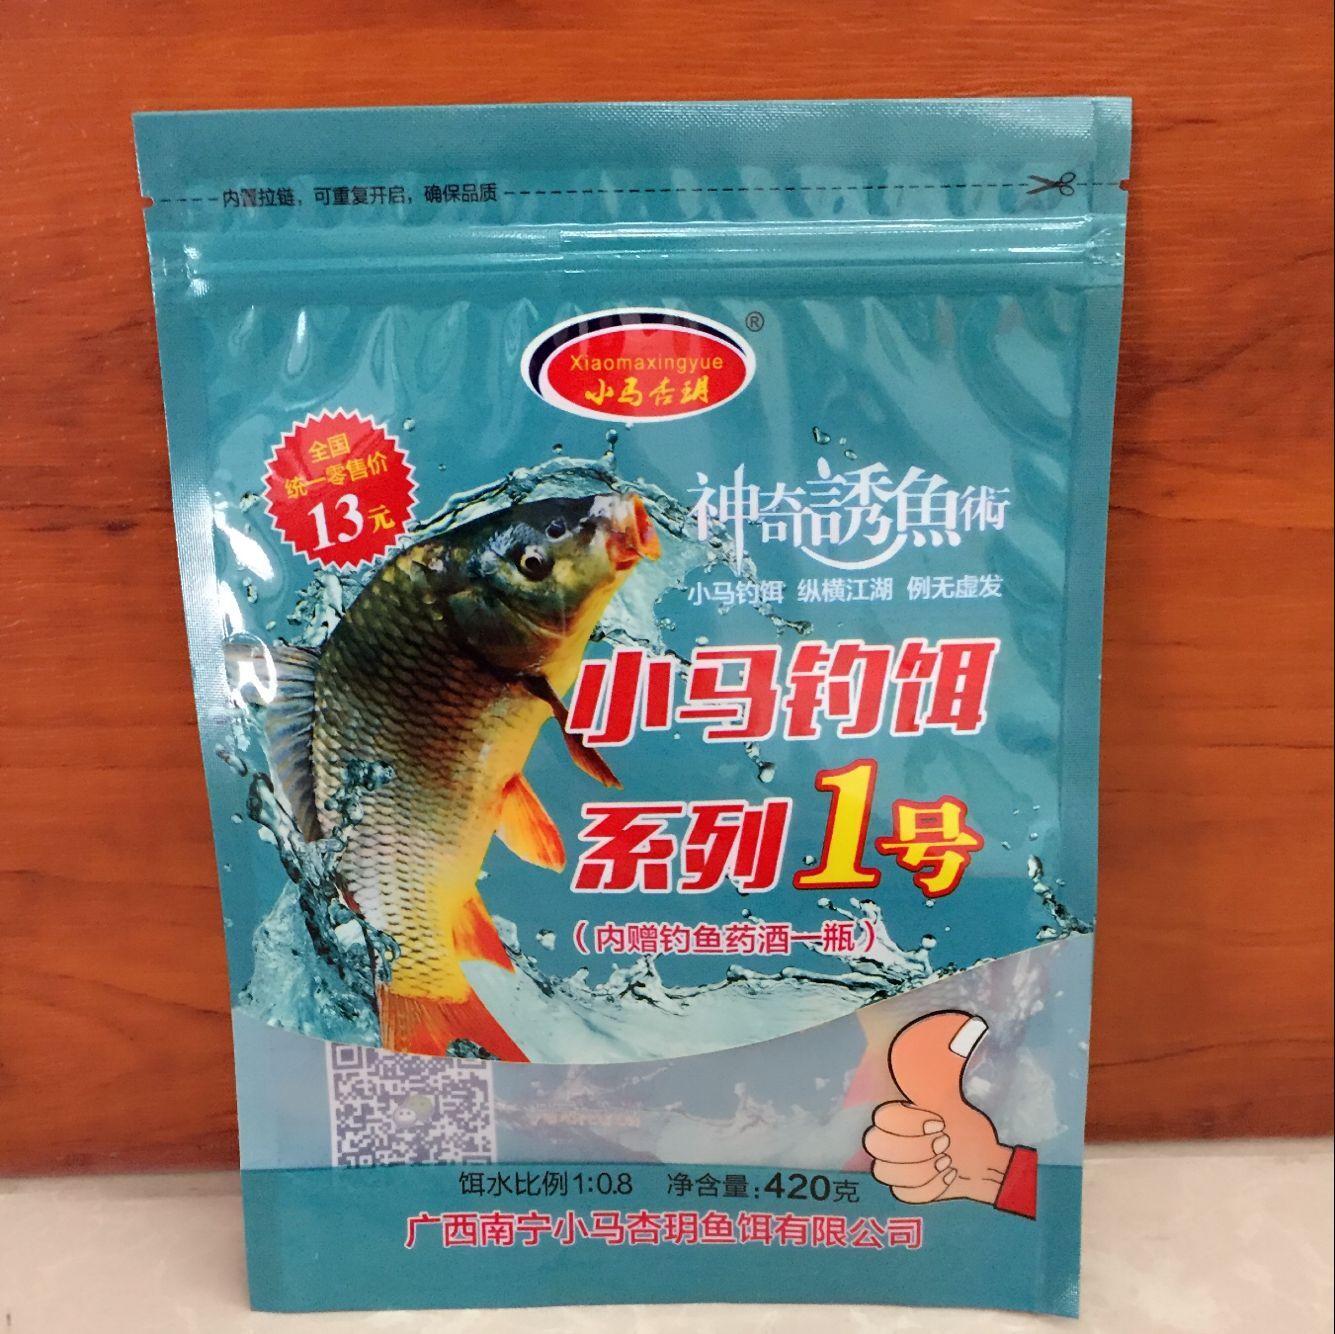 内置拉链，可重复开启，确保品质
Xiaomaxingyue
®
小马杏玥
全国
统一零售价
13元
神奇誘魚術
小马钓饵 纵横江湖 例无虚发
小马钓饵
系列1号
（内赠钓鱼药酒一瓶）
饵水比例1:0.8 净含量:420克
广西南宁小马杏玥鱼饵有限公司